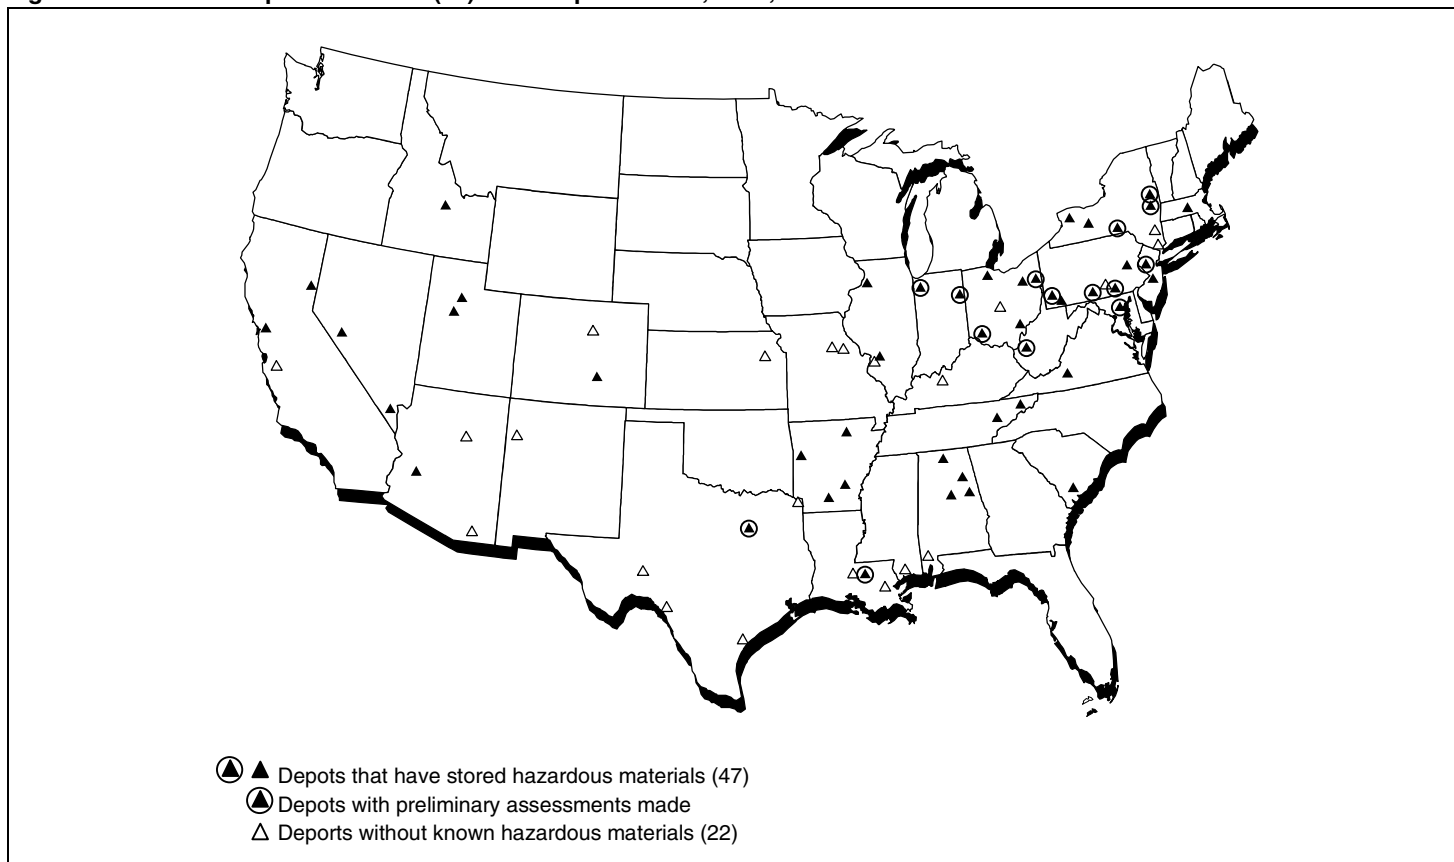 Depots that have stored hazardous materials (47)
Depots with preliminary assessments made
Deports without known hazardous materials (22)